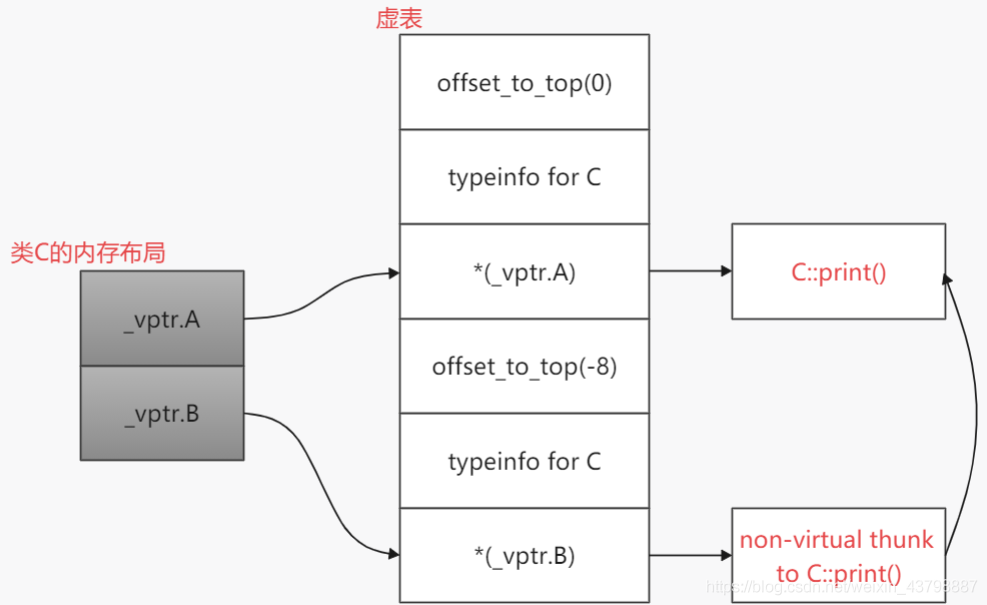 虚表
offset_to_top(0)
typeinfo for C
类C的内存布局
*(_vptr.A)
C::print()
_vptr.A
offset_to_top(-8)
_vptr.B
typeinfo for C
*(_vptr.B)
non-virtual thunk
to C::print()
https://blog.csdn.net/weixin_43798887